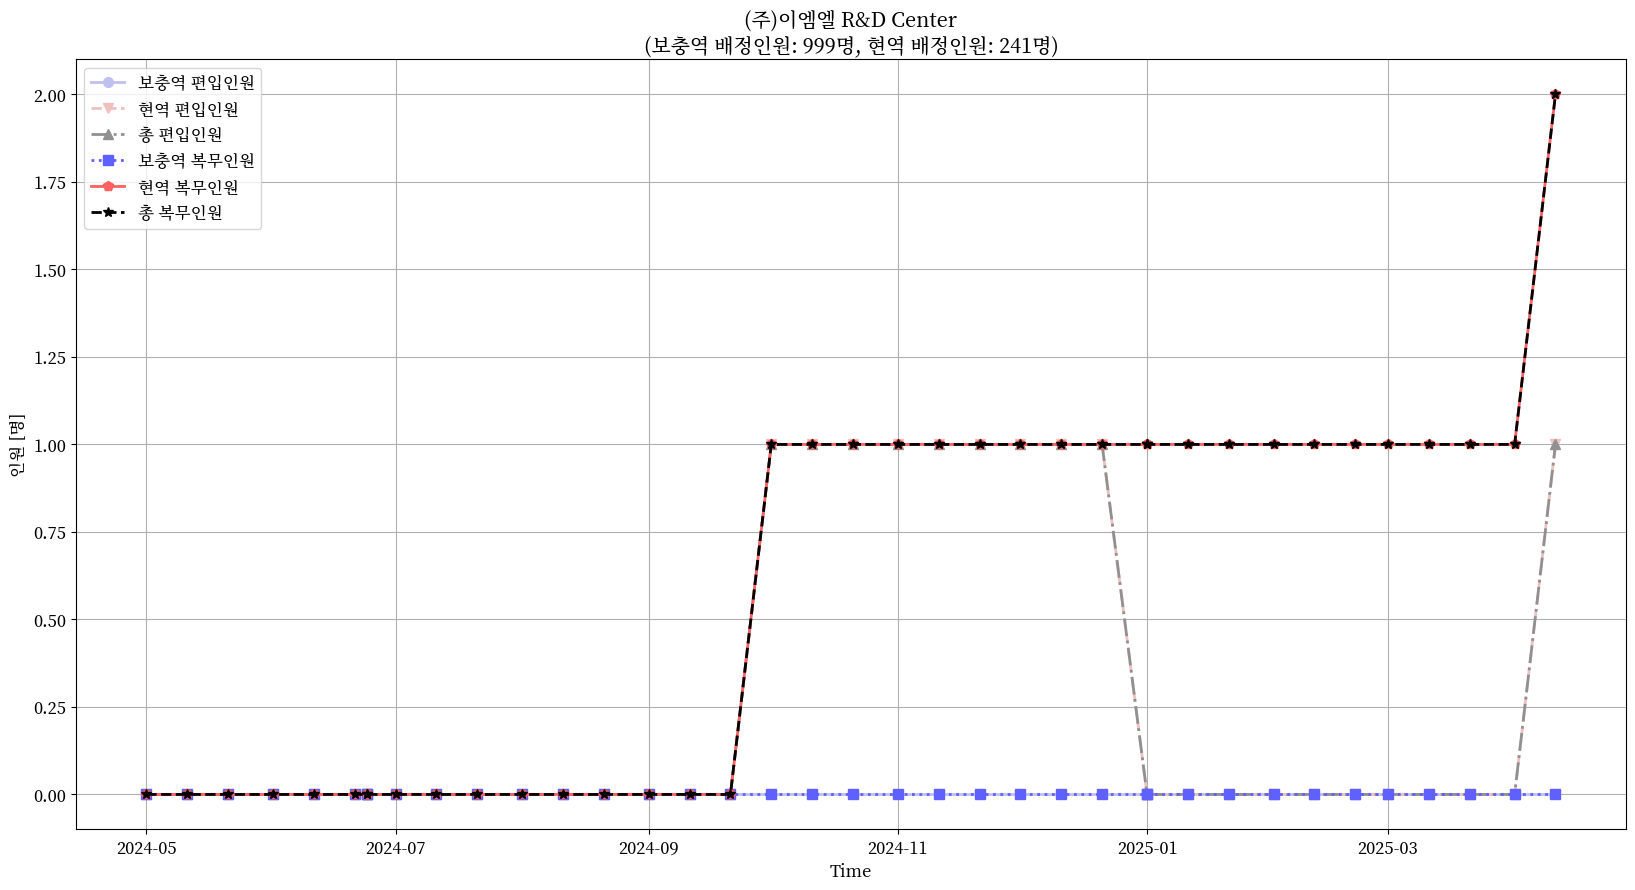 (주)이엠엘 R&D Center
(보충역 배정인원: 999명, 현역 배정인원: 241명)
보충역 편입인원
현역 편입인원
총 편입인원
보충역 복무인원
현역 복무인원
총 복무인원
2.00
1.75
1.50
1.25
1.00
0.75
0.50
0.25
0.00
인원 [명]
2024-05 2024-07 2024-09 2024-11 2025-01 2025-03
Time